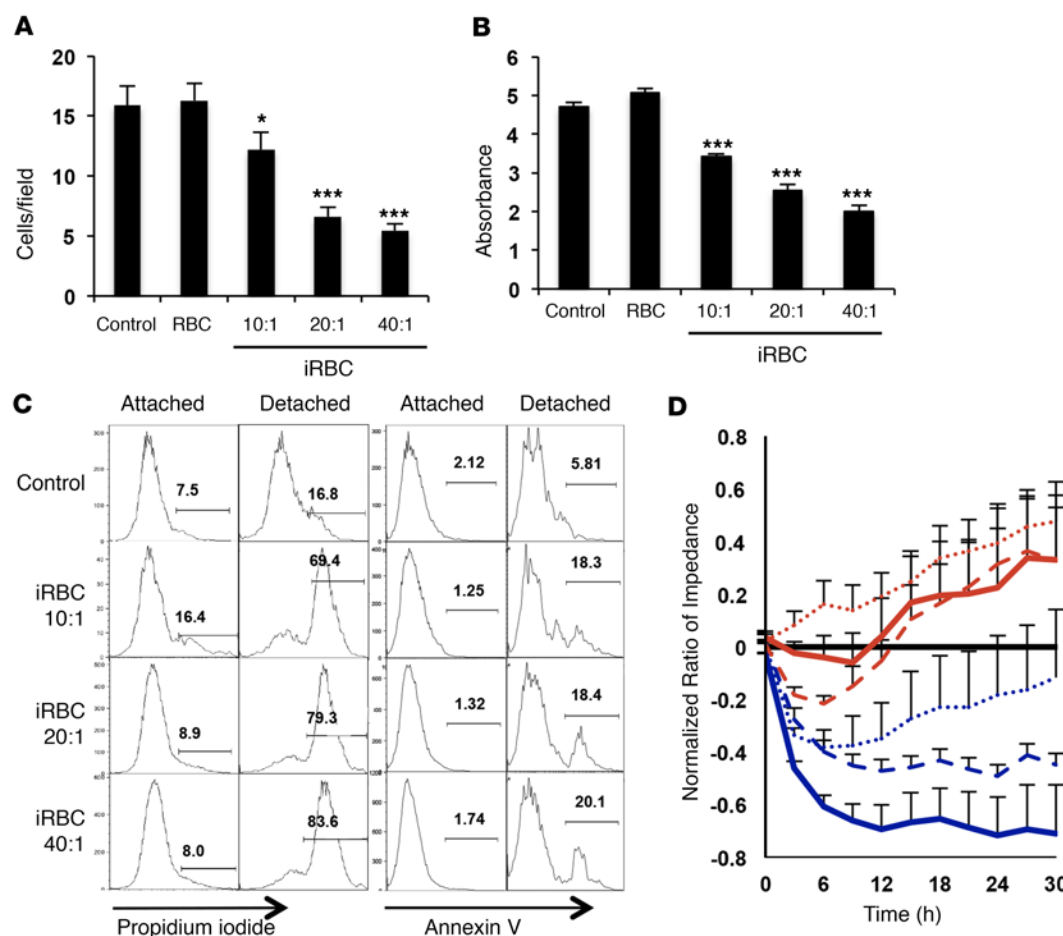 A
20
15
10
5
0
Cells/field
*
***
***
Control RBC 10:1 20:1 40:1
iRBC
B
6
5
4
3
2
1
0
Absorbance
***
***
***
Control RBC 10:1 20:1 40:1
iRBC
C
Attached Detached Attached Detached
Control
7.5 16.8 2.12 5.81
iRBC
10:1
16.4 69.4 1.25 18.3
iRBC
20:1
8.9 79.3 1.32 18.4
iRBC
40:1
8.0 83.6 1.74 20.1
Propidium iodide Annexin V
D
0.8
0.6
0.4
0.2
0
-0.2
-0.4
-0.6
-0.8
Normalized Ratio of Impedance
0 6 12 18 24 30
Time (h)